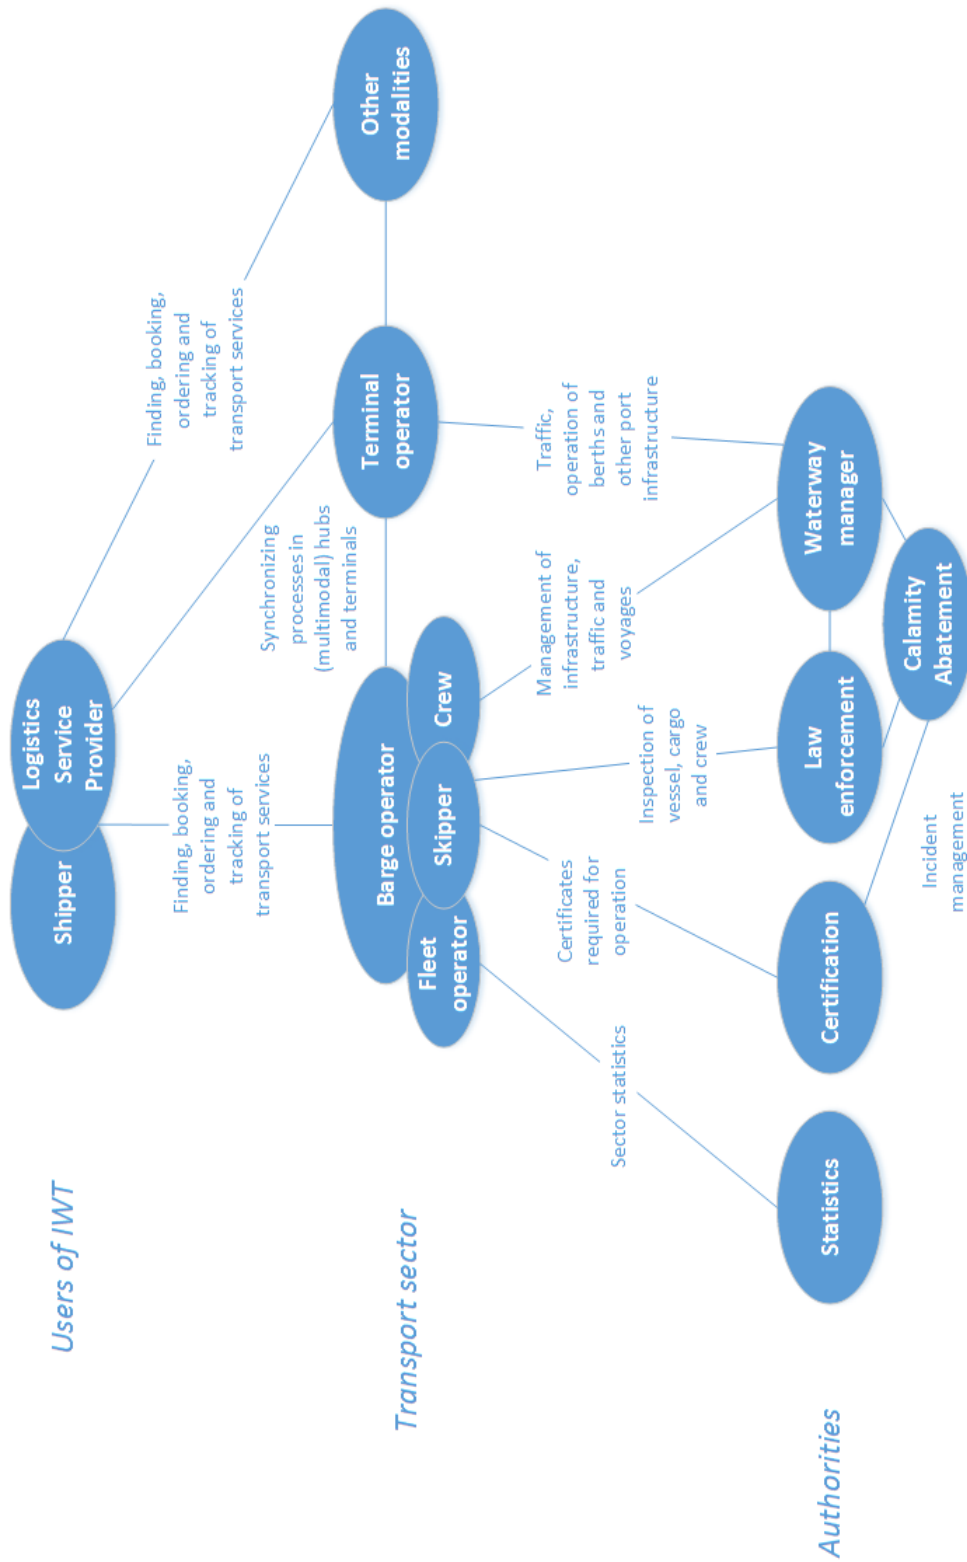 Users of IWT
Shipper
Logistics
Service
Provider
Finding, booking,
ordering and
tracking of
transport services
Finding, booking,
ordering and
tracking of
transport services
Transport sector
Barge operator
Fleet
operator
Skipper
Crew
Synchronizing
processes in
(multimodal) hubs
and terminals
Terminal
operator
Other
modalities
Sector statistics
Certificates
required for
operation
Inspection of
vessel, cargo
and crew
Management of
infrastructure,
traffic and
voyages
Traffic,
operation of
berths and
other port
infrastructure
Authorities
Statistics
Certification
Law
enforcement
Waterway
manager
Calamity
Abatement
Incident
management